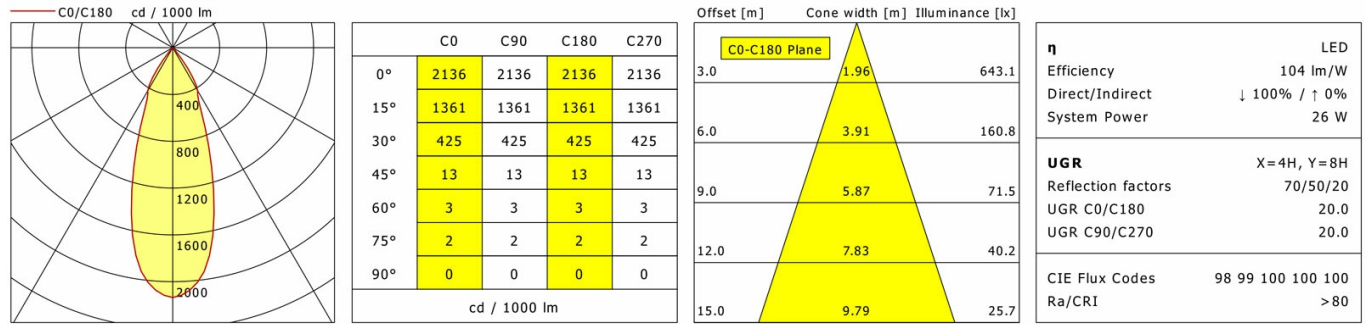 C0/C180 cd / 1000 lm
400
800
1200
1600
2000
C0 C90 C180 C270
0° 2136 2136 2136 2136
15° 1361 1361 1361 1361
30° 425 425 425 425
45° 13 13 13 13
60° 3 3 3 3
75° 2 2 2 2
90° 0 0 0 0
cd / 1000 lm
Offset [m] Cone width [m] Illuminance [lx]
C0-C180 Plane
3.0 1.96 643.1
6.0 3.91 160.8
9.0 5.87 71.5
12.0 7.83 40.2
15.0 9.79 25.7
η LED
Efficiency 104 lm/W
Direct/Indirect ↓ 100% / ↑ 0%
System Power 26 W
UGR X=4H, Y=8H
Reflection factors 70/50/20
UGR C0/C180 20.0
UGR C90/C270 20.0
CIE Flux Codes 98 99 100 100 100
Ra/CRI >80